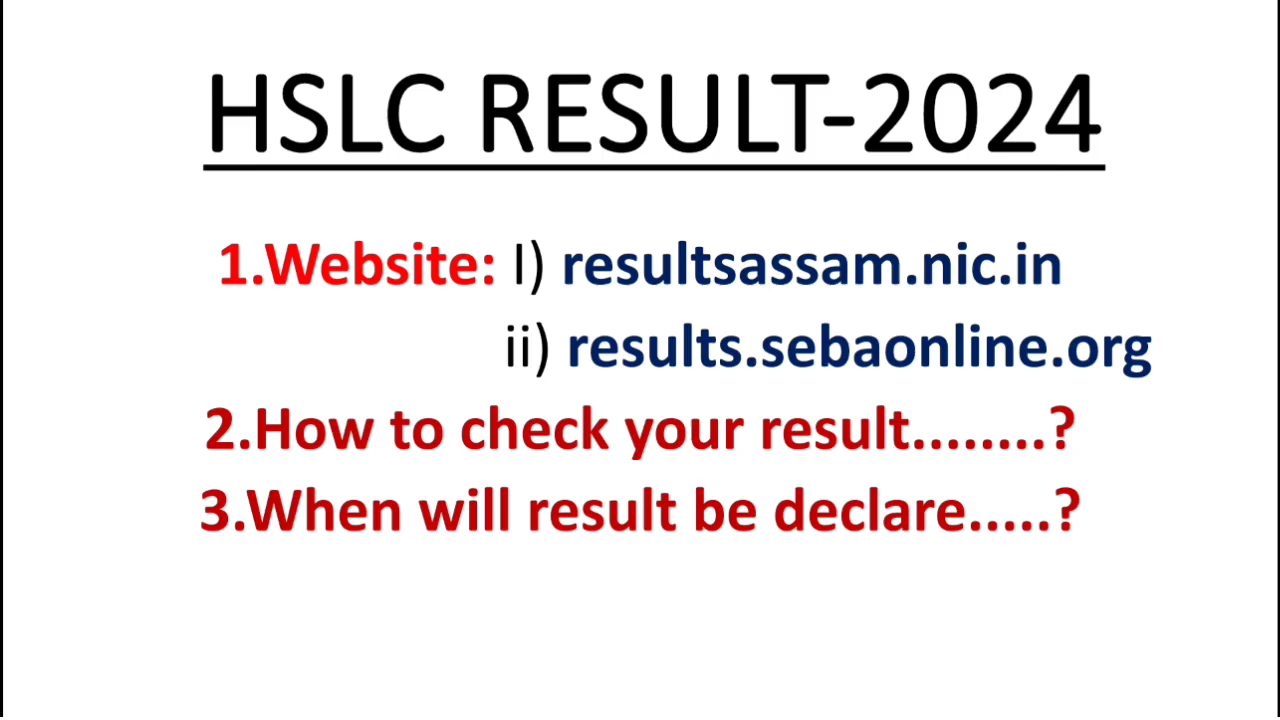 HSLC RESULT-2024
1.Website: I) resultsassam.nic.in
ii) results.sebaonline.org
2.How to check your result........?
3.When will result be declare.....?